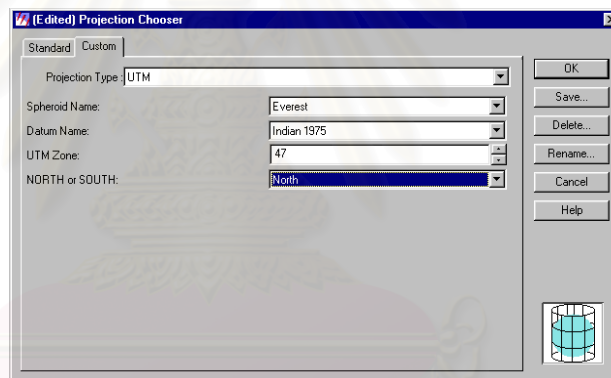 (Edited) Projection Chooser
Standard Custom
Projection Type : UTM
Spheroid Name: Everest
Datum Name: Indian 1975
UTM Zone: 47
NORTH or SOUTH: North
OK
Save...
Delete...
Rename...
Cancel
Help